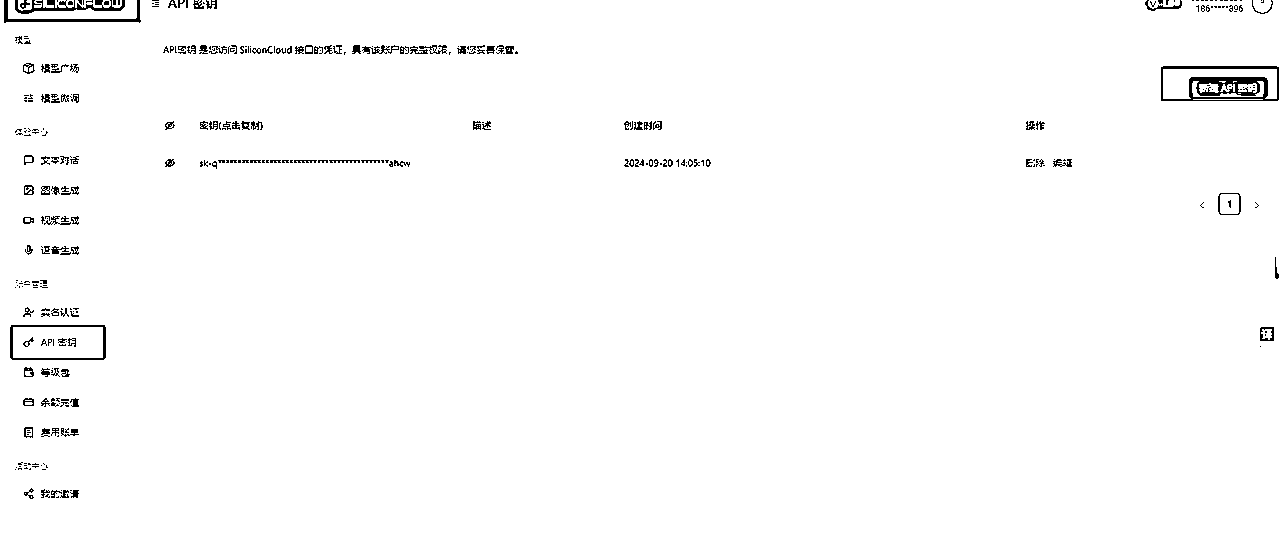 SILICONFLOW
API 密钥
186*****896
模型
API密钥 是您访问 SiliconCloud 接口的凭证，具有该账户的完整权限，请您妥善保管。
模型广场
新建 API 密钥
模型微调
密钥(点击复制) 描述 创建时间 操作
体验中心
文本对话
sk-q****************************************ahcw 2024-09-20 14:05:10 删除 编辑
图像生成
1
视频生成
语音生成
账户管理
实名认证
译
API 密钥
等级包
余额充值
费用账单
活动中心
我的邀请